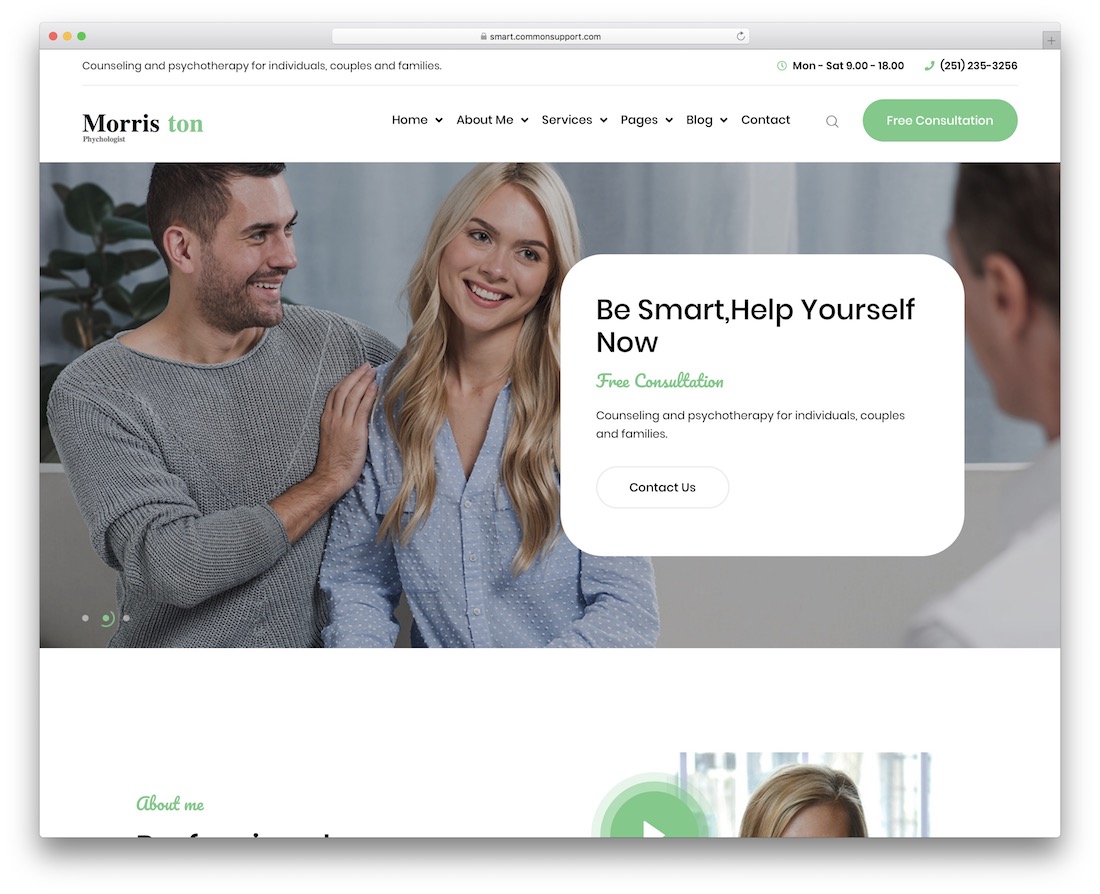 smart.commonsupport.com
Counseling and psychotherapy for individuals, couples and families.
Mon - Sat 9.00 - 18.00
(251) 235-3256
Morris ton
Phychologist
Home
About Me
Services
Pages
Blog
Contact
Free Consultation
Be Smart,Help Yourself
Now
Free Consultation
Counseling and psychotherapy for individuals, couples
and families.
Contact Us
About me